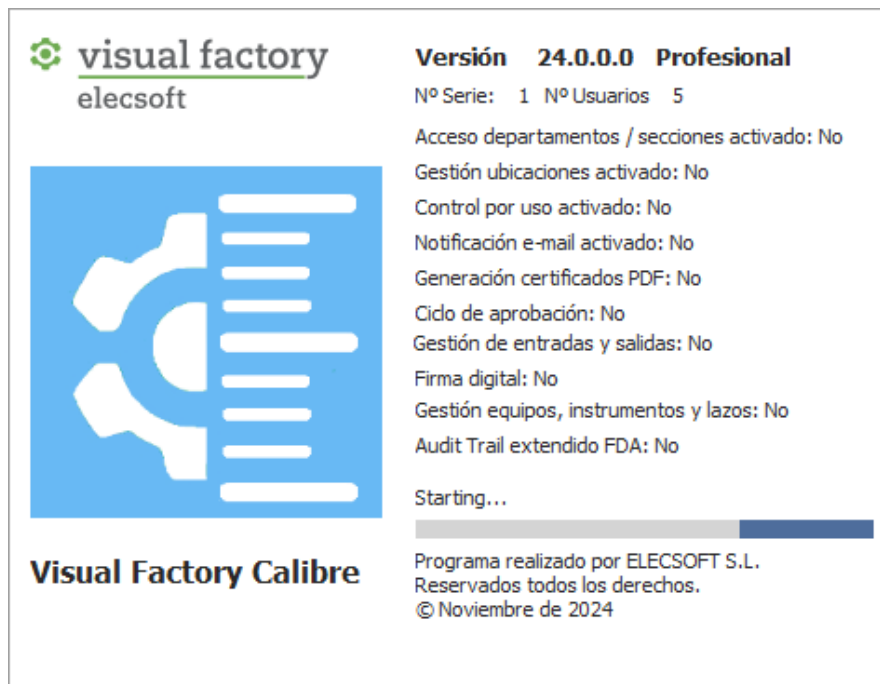 visual factory
elecsoft
Visual Factory Calibre
Versión 24.0.0.0 Profesional
Nº Serie: 1 Nº Usuarios 5
Acceso departamentos / secciones activado: No
Gestión ubicaciones activado: No
Control por uso activado: No
Notificación e-mail activado: No
Generación certificados PDF: No
Ciclo de aprobación: No
Gestión de entradas y salidas: No
Firma digital: No
Gestión equipos, instrumentos y lazos: No
Audit Trail extendido FDA: No
Starting...
Programa realizado por ELECSOFT S.L.
Reservados todos los derechos.
© Noviembre de 2024